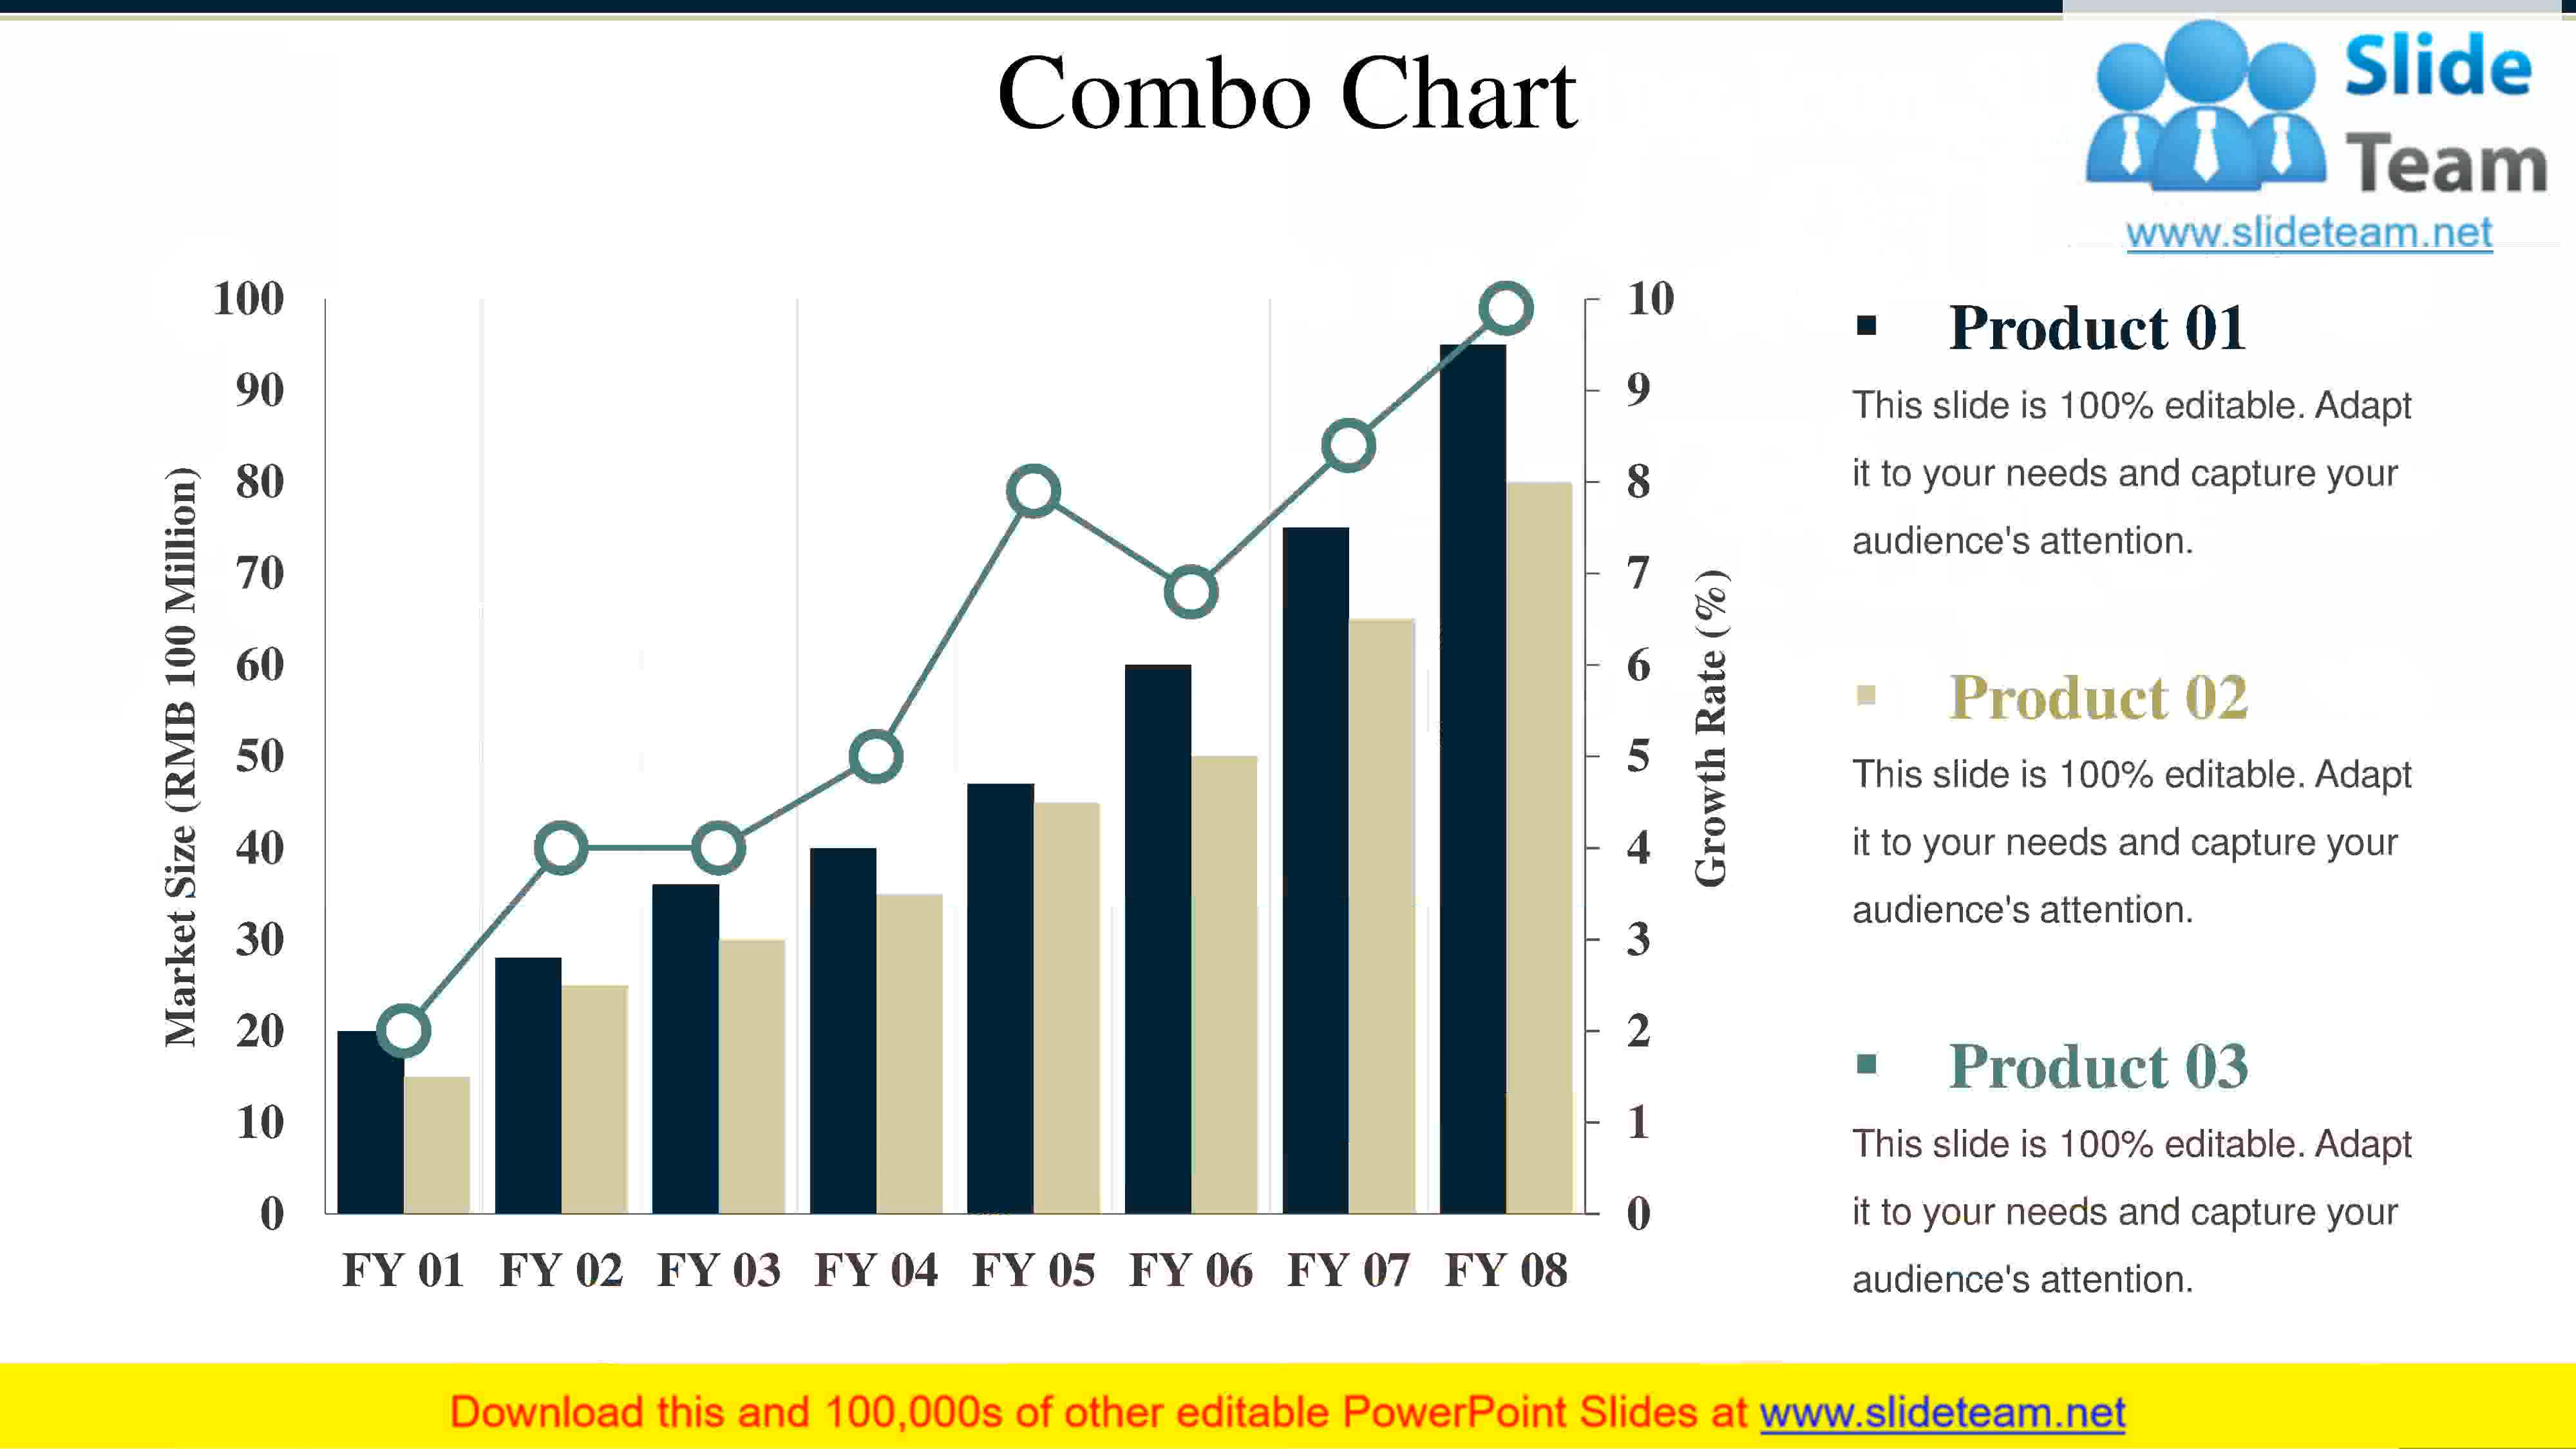 Combo Chart
Slide
Team
www.slideteam.net
Market Size (RMB 100 Million)
100
90
80
70
60
50
40
30
20
10
0
FY 01 FY 02 FY 03 FY 04 FY 05 FY 06 FY 07 FY 08
10
9
8
7
6
5
4
3
2
1
0
Growth Rate (%)
▪ Product 01
This slide is 100% editable. Adapt
it to your needs and capture your
audience's attention.
▪ Product 02
This slide is 100% editable. Adapt
it to your needs and capture your
audience's attention.
▪ Product 03
This slide is 100% editable. Adapt
it to your needs and capture your
audience's attention.
Download this and 100,000s of other editable PowerPoint Slides at www.slideteam.net